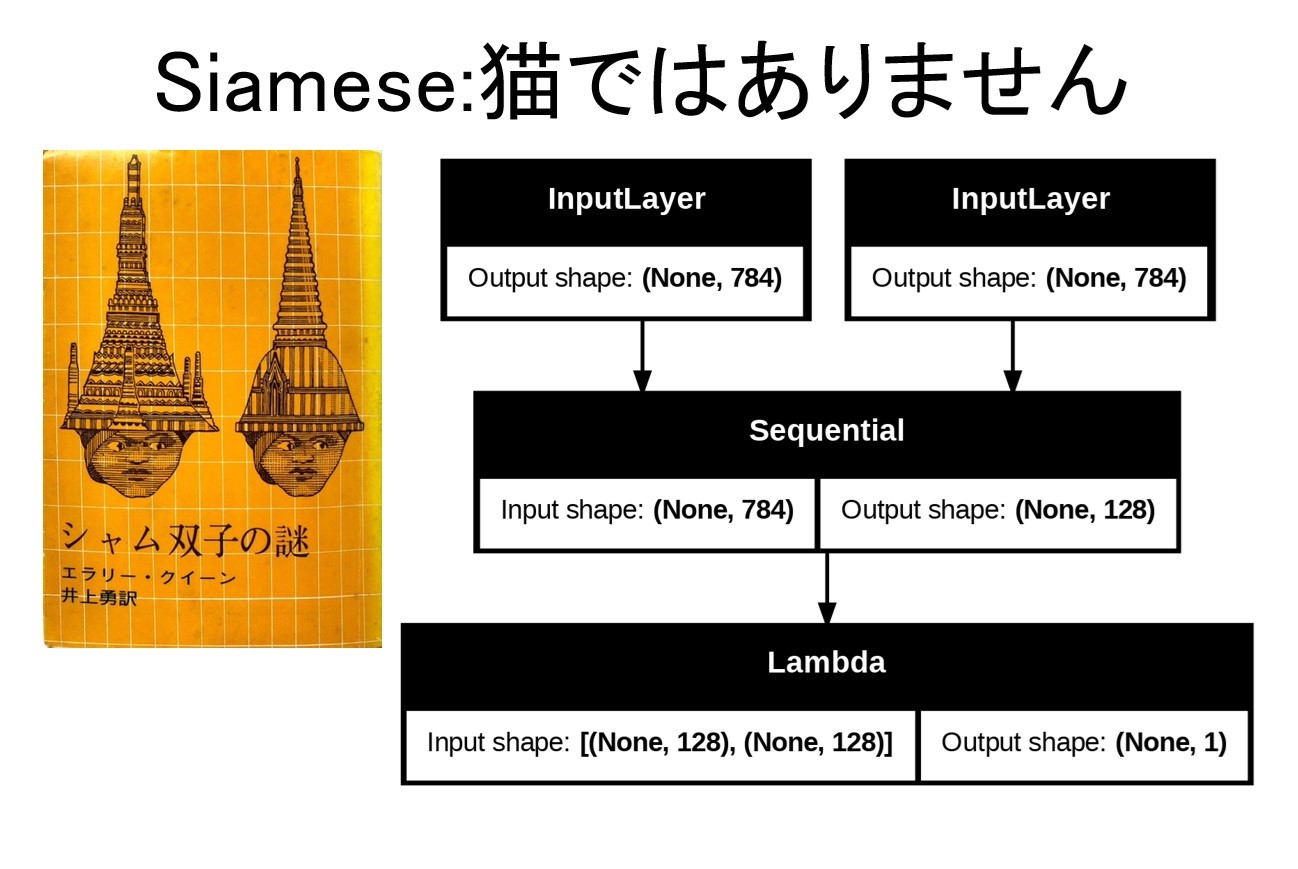 Siamese:猫ではありません
シャム双子の謎
エラリー・クイーン
井上勇訳
InputLayer
Output shape: (None, 784)
InputLayer
Output shape: (None, 784)
Sequential
Input shape: (None, 784)
Output shape: (None, 128)
Lambda
Input shape: [(None, 128), (None, 128)]
Output shape: (None, 1)